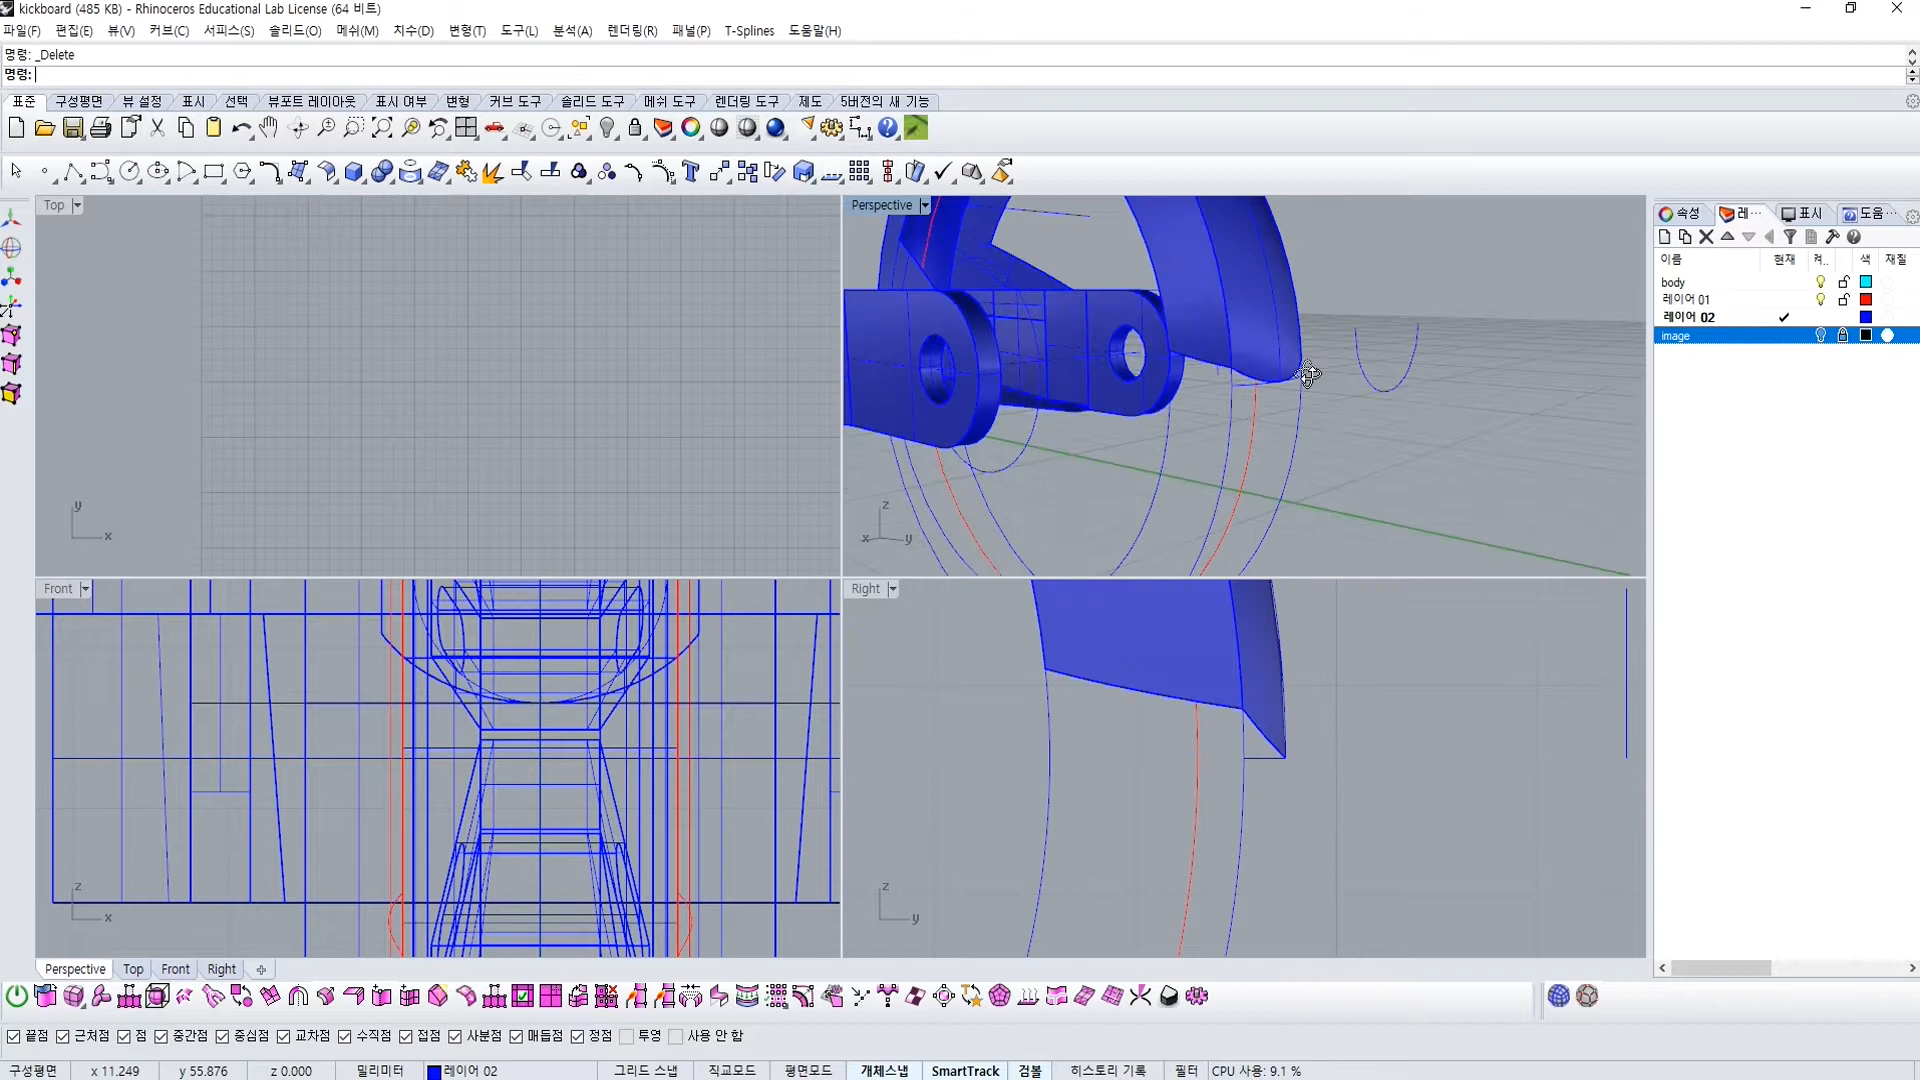 kickboard (485 KB) - Rhinoceros Educational Lab License (64 비트)
파일(F) 편집(E) 뷰(V) 커브(C) 서피스(S) 솔리드(O) 메쉬(M) 치수(D) 변형(T) 도구(L) 분석(A) 렌더링(R) 패널(P) T-Splines 도움말(H)
명령: _Delete
명령:
표준 구성평면 뷰 설정 표시 선택 뷰포트 레이아웃 표시 여부 변형 커브 도구 솔리드 도구 메쉬 도구 렌더링 도구 제도 5버전의 새 기능
Top
Perspective
속성 레··· 표시 도움···
이름 현재 켜.. 색 재질
body
레이어 01
레이어 02
image
y
x
z
x
y
Front
Right
z
x
z
y
Perspective Top Front Right
끝점 근처점 점 중간점 중심점 교차점 수직점 접점 사분점 매듭점 정점 투영 사용 안 함
구성평면 x 11.249 y 55.876 z 0.000 밀리미터 레이어 02 그리드 스냅 직교모드 평면모드 개체스냅 SmartTrack 검볼 히스토리 기록 필터 CPU 사용: 9.1 %